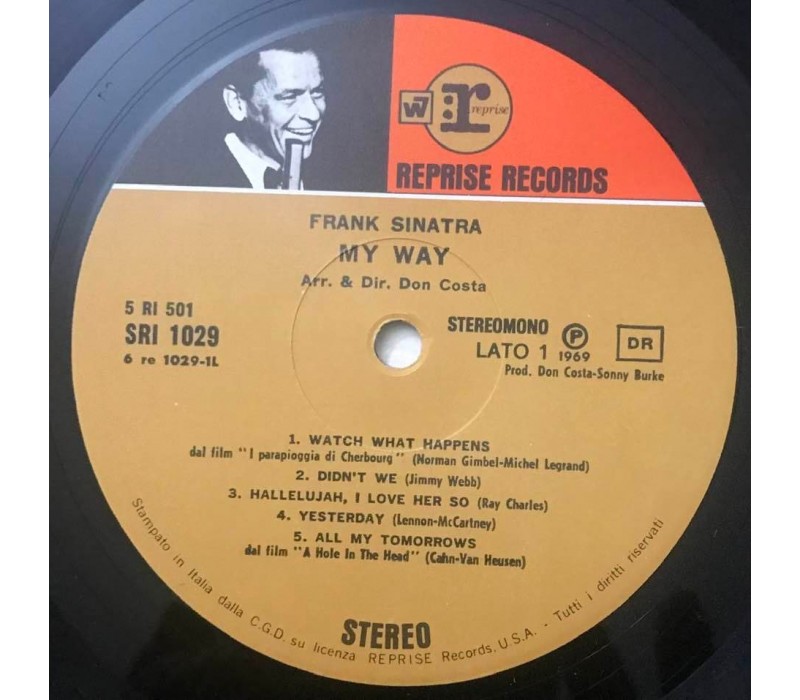 W7 r: reprise
REPRISE RECORDS
FRANK SINATRA
MY WAY
Arr. & Dir. Don Costa
5 RI 501
SRI 1029
6 re 1029-1L
STEREOMONO P
LATO 1 1969
DR
Prod. Don Costa-Sonny Burke
1. WATCH WHAT HAPPENS
dal film "I parapioggia di Cherbourg" (Norman Gimbel-Michel Legrand)
2. DIDN'T WE (Jimmy Webb)
3. HALLELUJAH, I LOVE HER SO (Ray Charles)
4. YESTERDAY (Lennon-McCartney)
5. ALL MY TOMORROWS
dal film "A Hole In The Head" (Cahn-Van Heusen)
STEREO
Stampato in Italia dalla C.G.D. su licenza REPRISE Records. U.S.A. - Tutti i diritti riservati